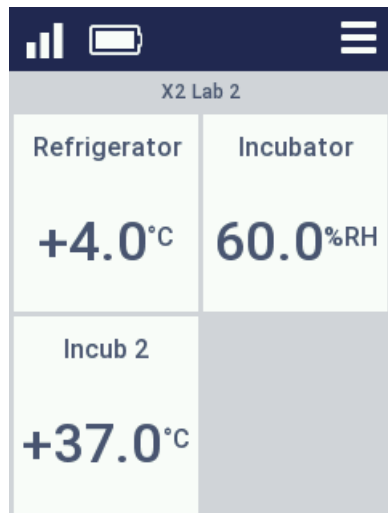 X2 Lab 2
Refrigerator
+4.0°C
Incubator
60.0%RH
Incub 2
+37.0°C